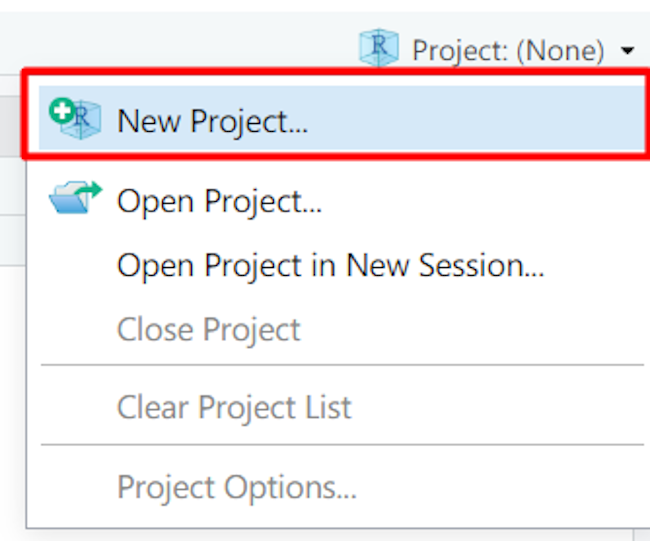 Project: (None)
New Project...
Open Project...
Open Project in New Session...
Close Project
Clear Project List
Project Options...